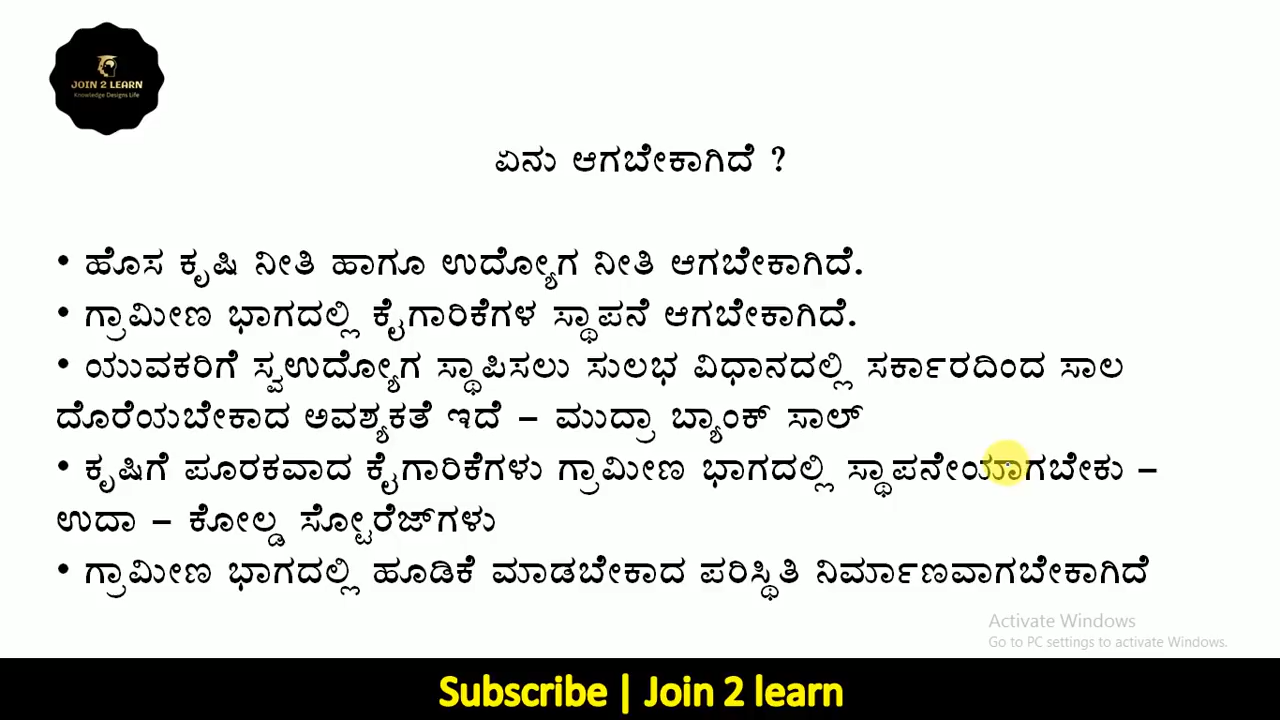 JOIN 2 LEARN
Knowledge Designs Life
ಏನು ಆಗಬೇಕಾಗಿದೆ ?
• ಹೊಸ ಕೃಷಿ ನೀತಿ ಹಾಗೂ ಉದ್ಯೋಗ ನೀತಿ ಆಗಬೇಕಾಗಿದೆ.
• ಗ್ರಾಮೀಣ ಭಾಗದಲ್ಲಿ ಕೈಗಾರಿಕೆಗಳ ಸ್ಥಾಪನೆ ಆಗಬೇಕಾಗಿದೆ.
• ಯುವಕರಿಗೆ ಸ್ವಉದ್ಯೋಗ ಸ್ಥಾಪಿಸಲು ಸುಲಭ ವಿಧಾನದಲ್ಲಿ ಸರ್ಕಾರದಿಂದ ಸಾಲ
ದೊರೆಯಬೇಕಾದ ಅವಶ್ಯಕತೆ ಇದೆ – ಮುದ್ರಾ ಬ್ಯಾಂಕ್ ಸಾಲ್
• ಕೃಷಿಗೆ ಪೂರಕವಾದ ಕೈಗಾರಿಕೆಗಳು ಗ್ರಾಮೀಣ ಭಾಗದಲ್ಲಿ ಸ್ಥಾಪನೇಯಾಗಬೇಕು –
ಉದಾ – ಕೋಲ್ಡ ಸೋಟರೆಜ್‌ಗಳು
• ಗ್ರಾಮೀಣ ಭಾಗದಲ್ಲಿ ಹೂಡಿಕೆ ಮಾಡಬೇಕಾದ ಪರಿಸ್ಥಿತಿ ನಿರ್ಮಾಣವಾಗಬೇಕಾಗಿದೆ
Activate Windows
Go to PC settings to activate Windows.
Subscribe | Join 2 learn